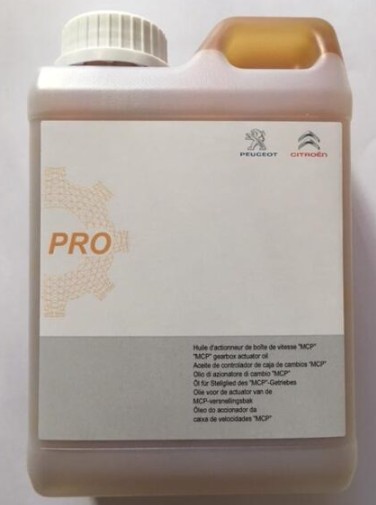 PEUGEOT CITROËN
PRO
Huile d'actionneur de boîte de vitesse "MCP"
"MCP" gearbox actuator oil
Aceite de controlador de caja de cambios "MCP"
Olio di azionatore di cambio "MCP"
Öl für Stellglied des "MCP"-Getriebes
Olie voor de actuator van de
MCP-versnellingsbak
Óleo do accionador da
caixa de velocidades "MCP"